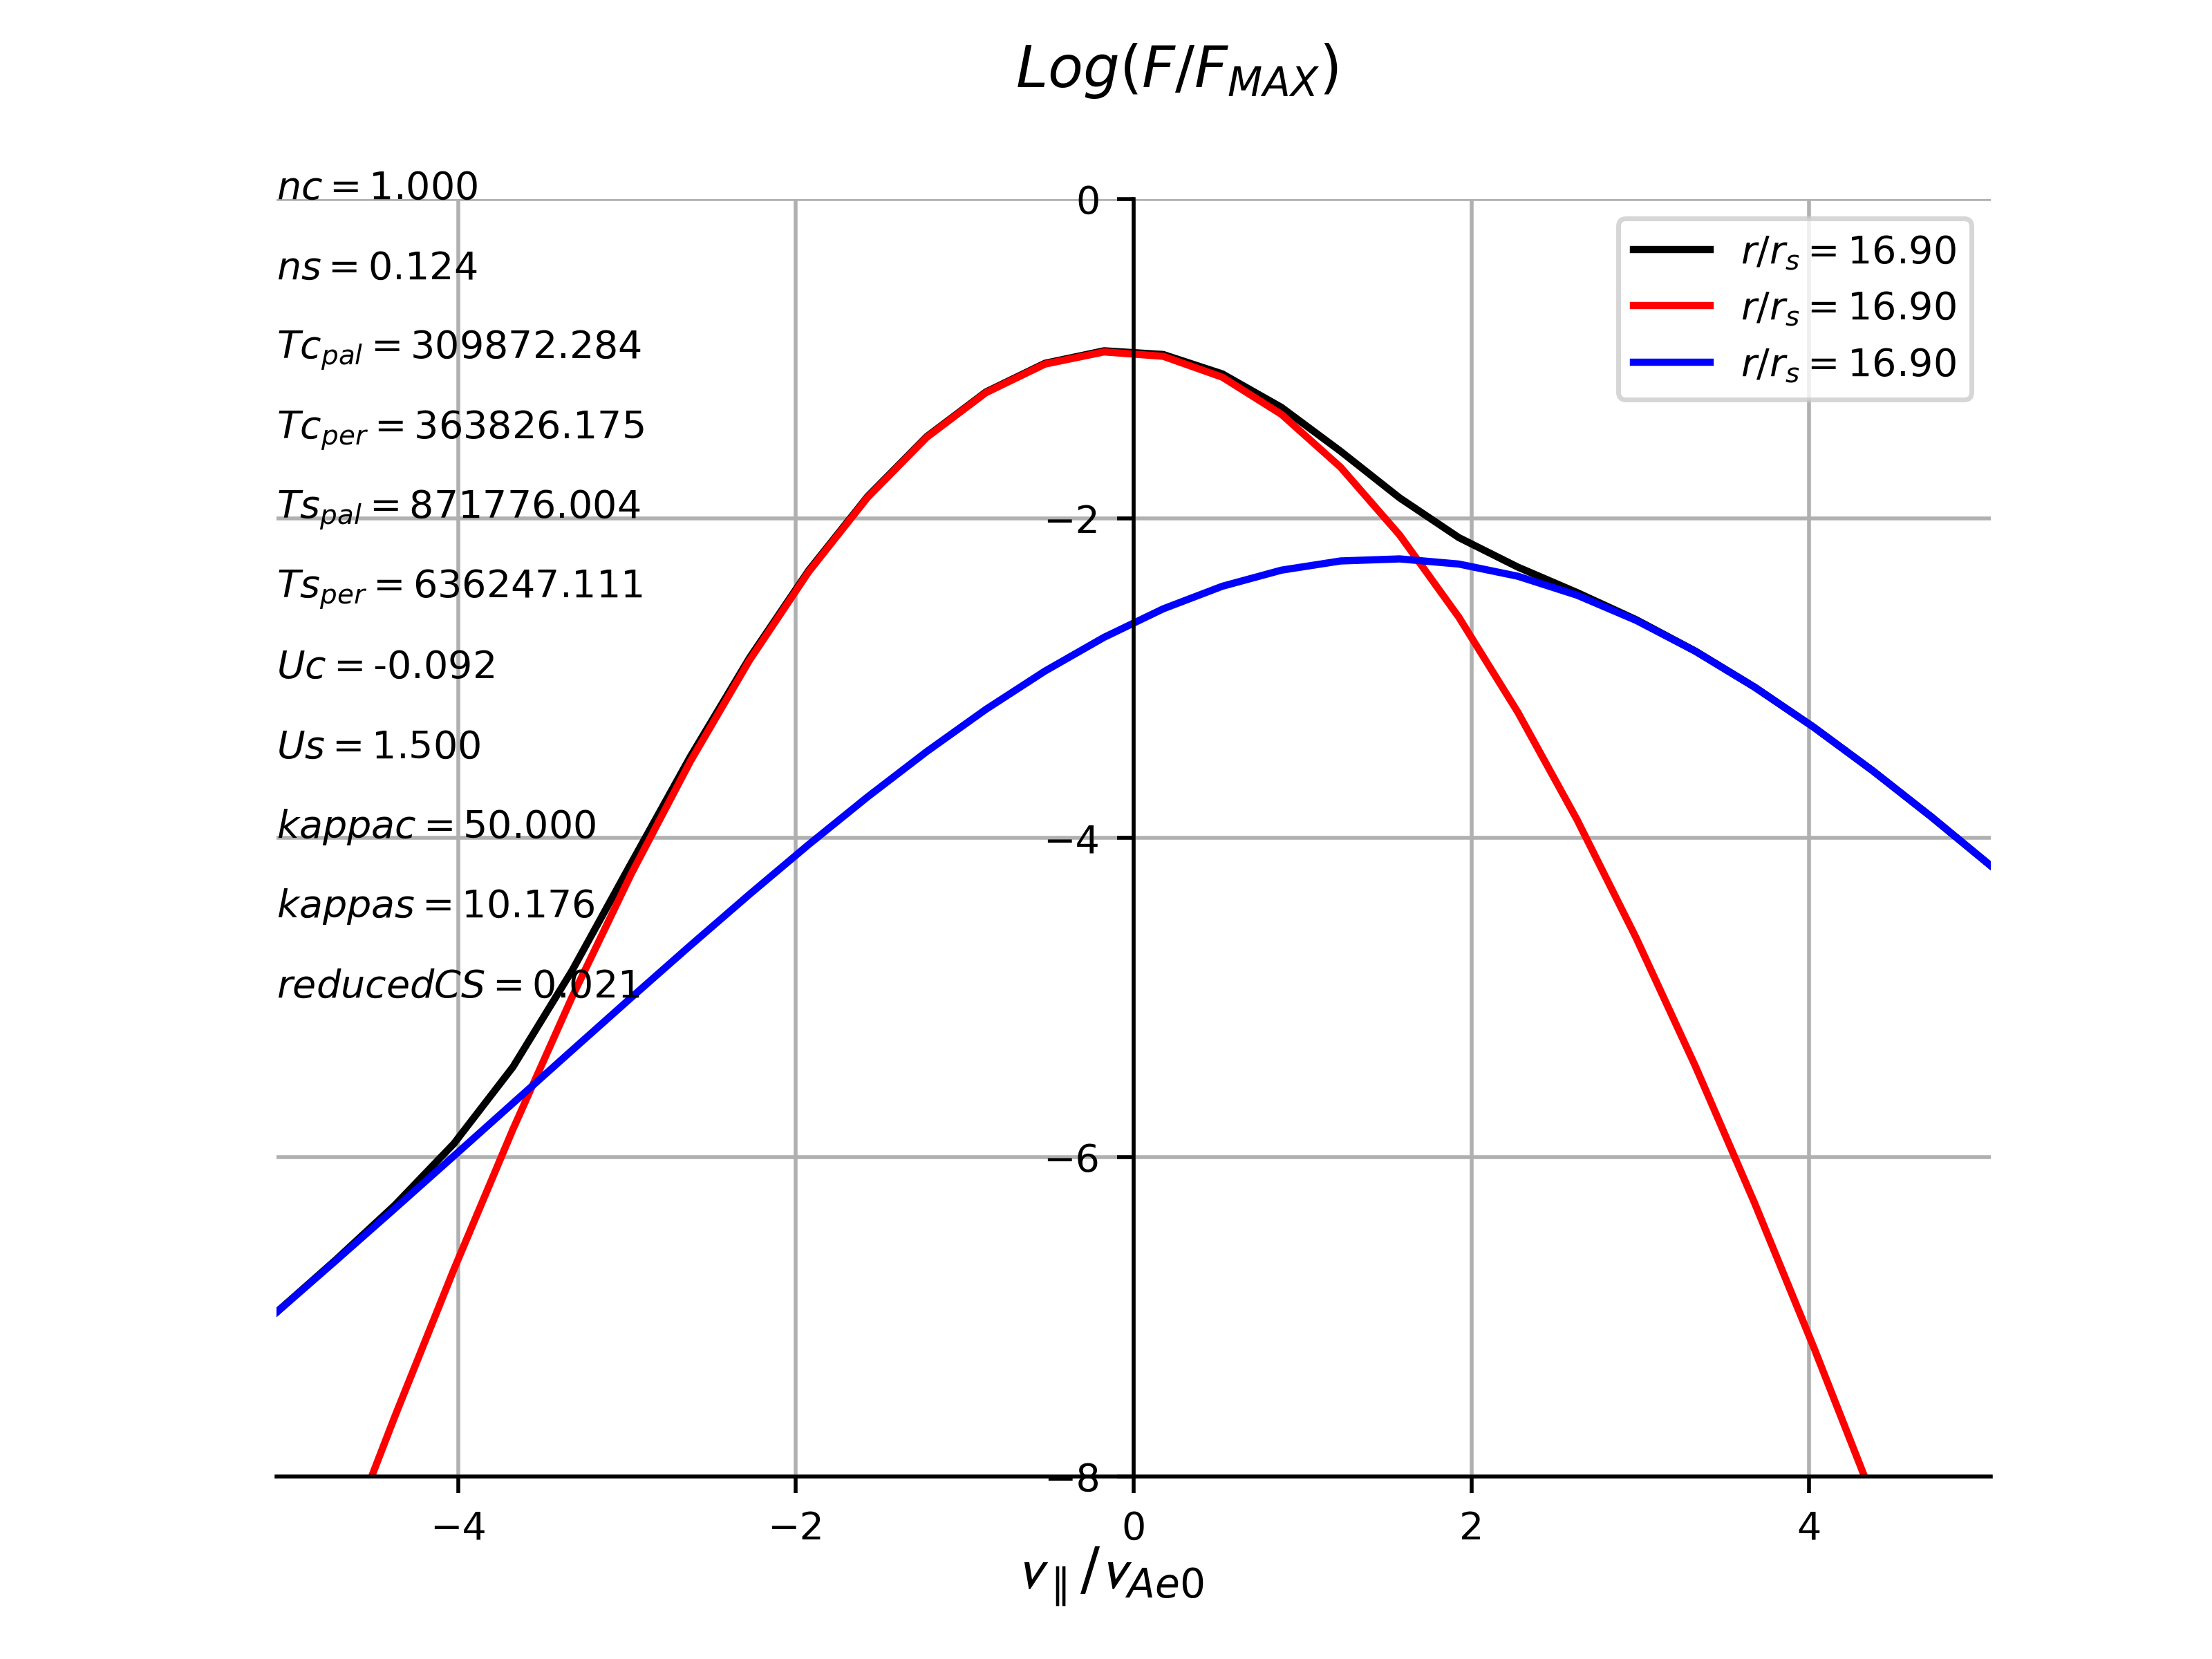 Log(F/F_MAX)
nc = 1.000
ns = 0.124
Tc_pal = 309872.284
Tc_per = 363826.175
Ts_pal = 871776.004
Ts_per = 636247.111
Uc = -0.092
Us = 1.500
kappac = 50.000
kappas = 10.176
reducedCS = 0.021
0
−2
−4
−6
−8
r/r_s = 16.90
r/r_s = 16.90
r/r_s = 16.90
−4 −2 0 2 4
v_∥/v_Ae0